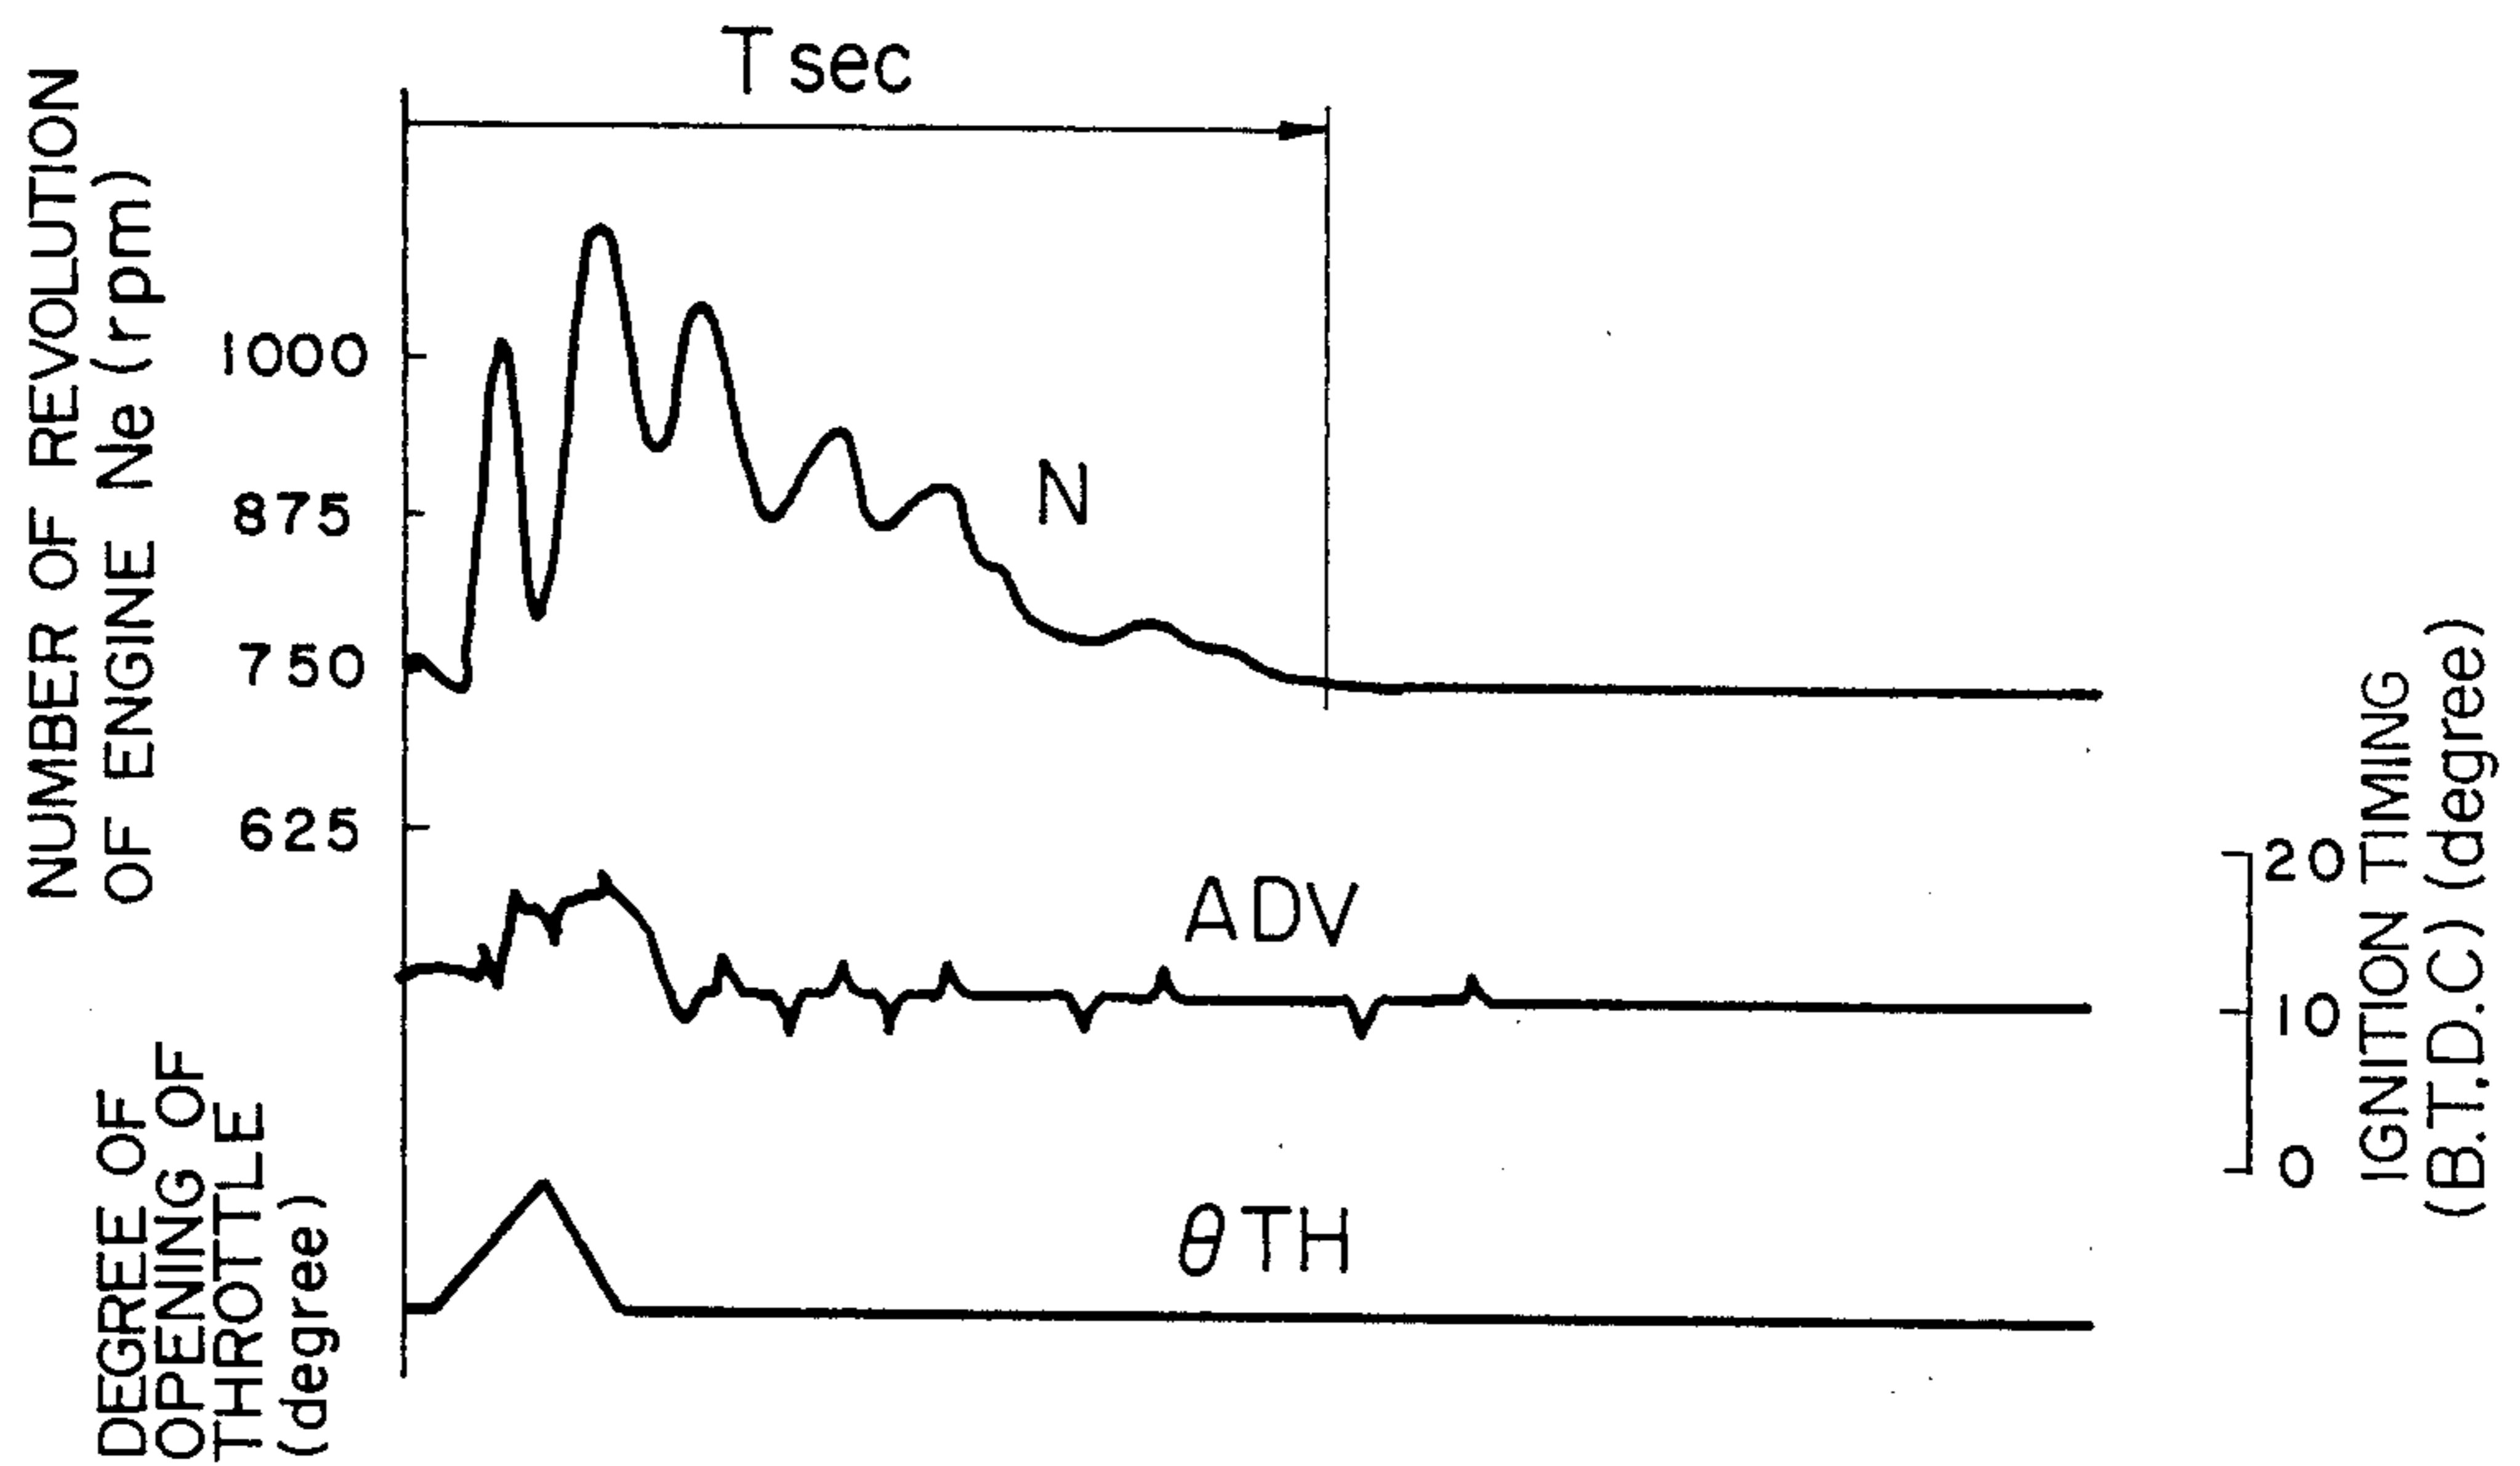 T sec
NUMBER OF REVOLUTION
OF ENGINE Ne (rpm)
1000
875
750
625
N
ADV
20
10
0
IGNITION TIMING
(B.T.D.C) (degree)
DEGREE OF
OPENING OF
THROTTLE
(degree)
θTH